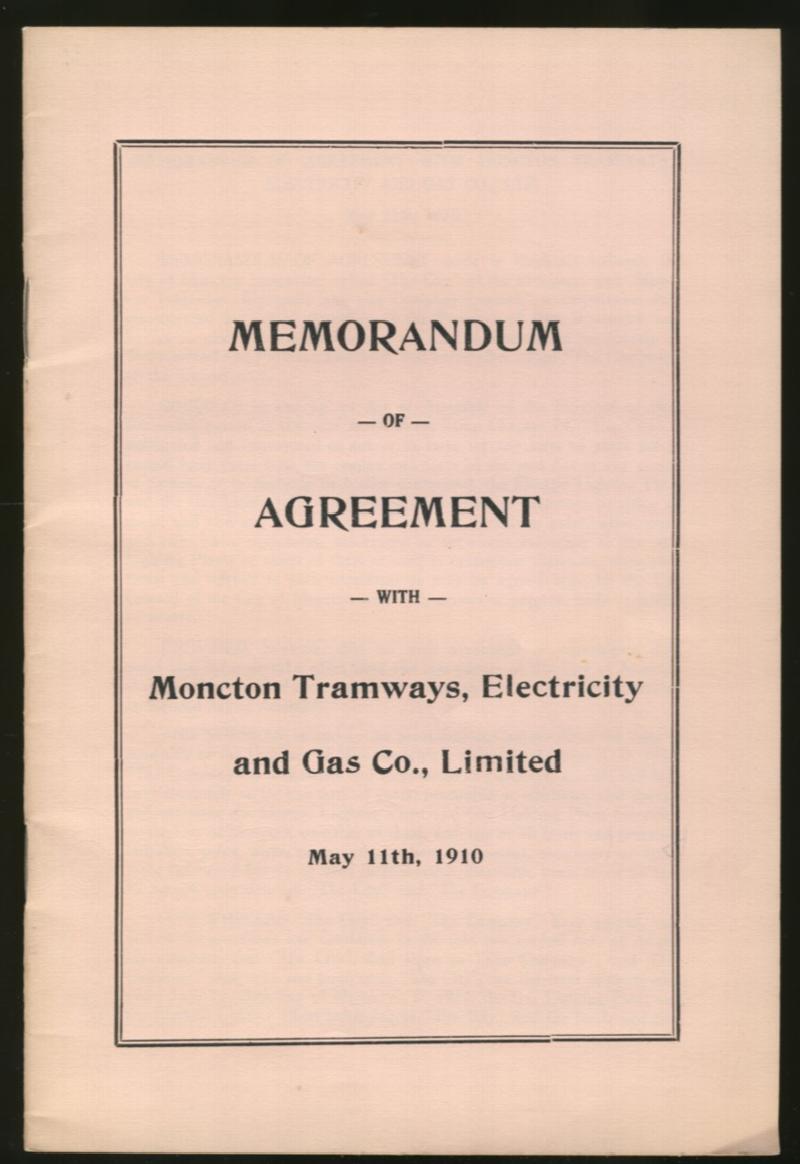 MEMORANDUM
— OF —
AGREEMENT
— WITH —
Moncton Tramways, Electricity
and Gas Co., Limited
May 11th, 1910